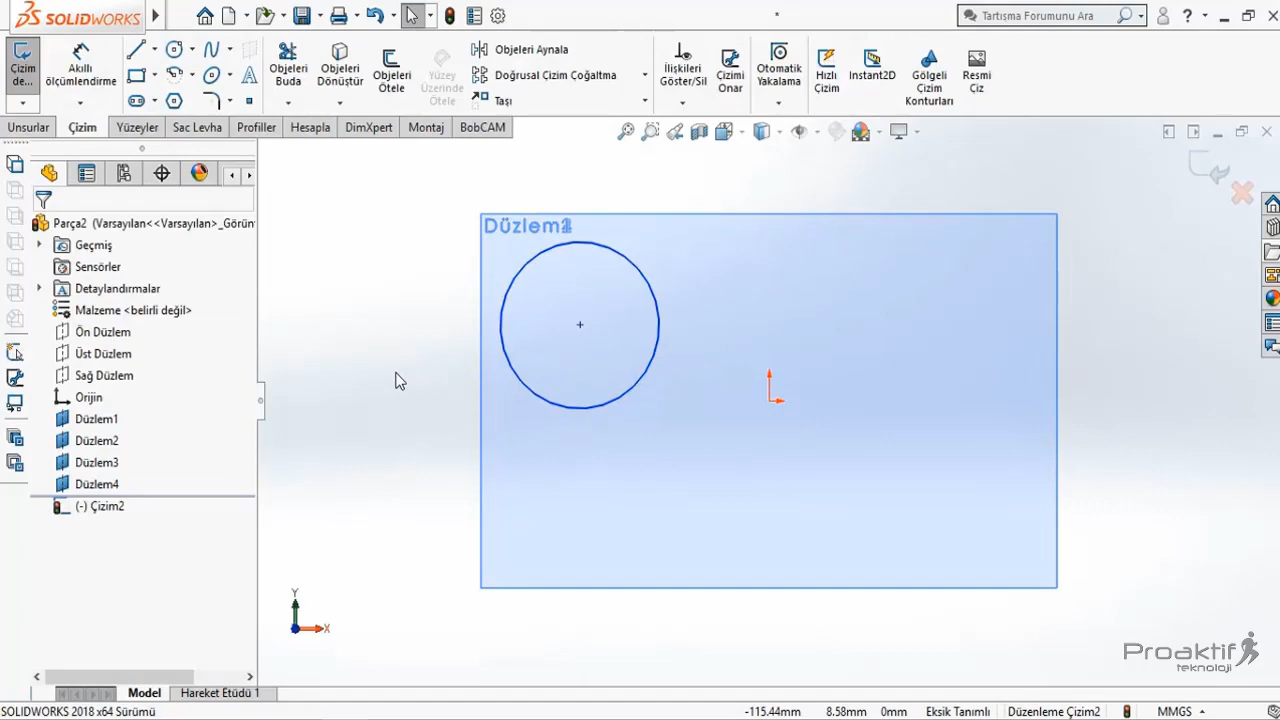 SOLIDWORKS
Tartışma Forumunu Ara
?
Çizim de...
Akıllı ölçümlendirme
Objeleri Buda
Objeleri Dönüştür
Objeleri Ötele
Yüzey Üzerinde Ötele
Objeleri Aynala
Doğrusal Çizim Çoğaltma
Taşı
İlişkileri Göster/Sil
Çizimi Onar
Otomatik Yakalama
Hızlı Çizim
Instant2D
Gölgeli Çizim Konturları
Resmi Çiz
Unsurlar
Çizim
Yüzeyler
Sac Levha
Profiller
Hesapla
DimXpert
Montaj
BobCAM
Parça2 (Varsayılan<<Varsayılan>_Görün
Geçmiş
Sensörler
Detaylandırmalar
Malzeme <belirli değil>
Ön Düzlem
Üst Düzlem
Sağ Düzlem
Orijin
Düzlem1
Düzlem2
Düzlem3
Düzlem4
(-) Çizim2
Y
X
Proaktif
teknoloji
Model
Hareket Etüdü 1
SOLIDWORKS 2018 x64 Sürümü
-115.44mm
8.58mm
0mm
Eksik Tanımlı
Düzenleme Çizim2
MMGS